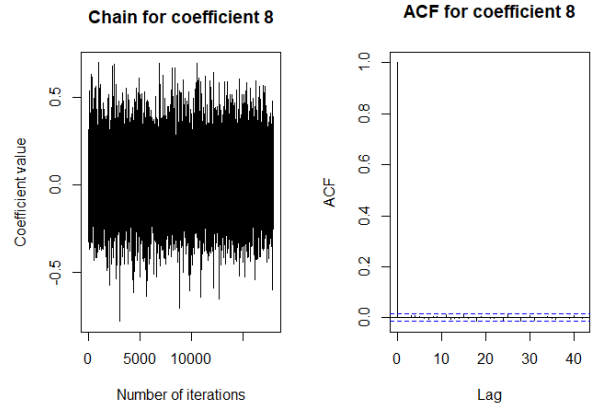 Chain for coefficient 8
Coefficient value
0.5
0.0
-0.5
0
5000
10000
Number of iterations
ACF for coefficient 8
ACF
1.0
0.8
0.6
0.4
0.2
0.0
0
10
20
30
40
Lag